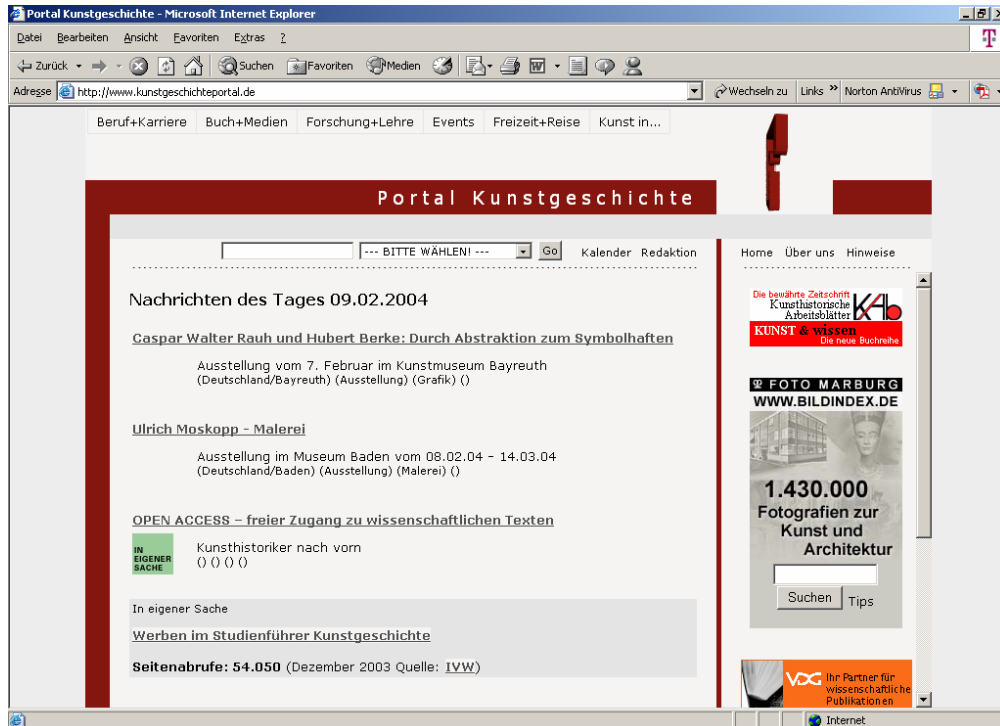 Portal Kunstgeschichte - Microsoft Internet Explorer
Datei Bearbeiten Ansicht Favoriten Extras ?
Zurück Suchen Favoriten Medien
Adresse http://www.kunstgeschichteportal.de Wechseln zu Links » Norton AntiVirus
Beruf+Karriere Buch+Medien Forschung+Lehre Events Freizeit+Reise Kunst in...
Portal Kunstgeschichte
--- BITTE WÄHLEN! --- Go Kalender Redaktion
Home Über uns Hinweise
Nachrichten des Tages 09.02.2004
Caspar Walter Rauh und Hubert Berke: Durch Abstraktion zum Symbolhaften
Ausstellung vom 7. Februar im Kunstmuseum Bayreuth
(Deutschland/Bayreuth) (Ausstellung) (Grafik) ()
Ulrich Moskopp - Malerei
Ausstellung im Museum Baden vom 08.02.04 - 14.03.04
(Deutschland/Baden) (Ausstellung) (Malerei) ()
OPEN ACCESS – freier Zugang zu wissenschaftlichen Texten
IN
EIGENER
SACHE
Kunsthistoriker nach vorn
() () () ()
In eigener Sache
Werben im Studienführer Kunstgeschichte
Seitenabrufe: 54.050 (Dezember 2003 Quelle: IVW)
Die bewährte Zeitschrift
Kunsthistorische
Arbeitsblätter
KAb
KUNST & wissen
Die neue Buchreihe
FOTO MARBURG
WWW.BILDINDEX.DE
1.430.000
Fotografien zur
Kunst und
Architektur
Suchen Tips
VDG
Ihr Partner für
wissenschaftliche
Publikationen
Internet